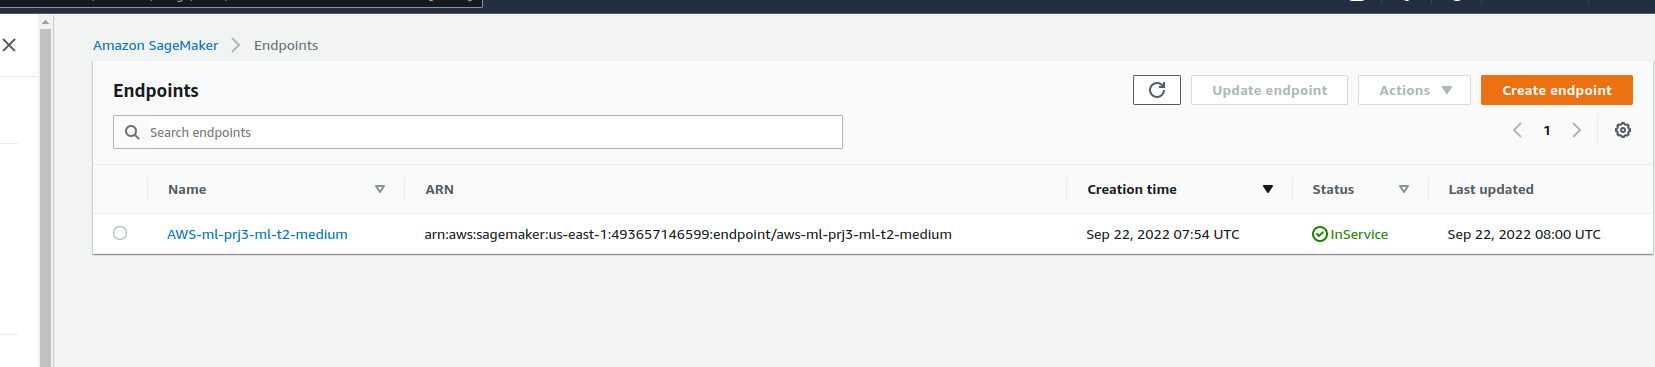 Amazon SageMaker > Endpoints
Endpoints
Update endpoint
Actions
Create endpoint
Search endpoints
1
Name ARN Creation time Status Last updated
AWS-ml-prj3-ml-t2-medium arn:aws:sagemaker:us-east-1:493657146599:endpoint/aws-ml-prj3-ml-t2-medium Sep 22, 2022 07:54 UTC InService Sep 22, 2022 08:00 UTC